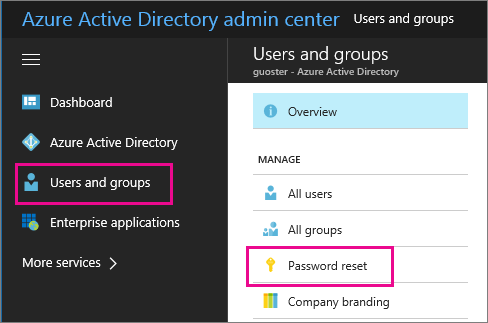 Azure Active Directory admin center Users and groups
Dashboard
Azure Active Directory
Users and groups
Enterprise applications
More services
Users and groups
guoster - Azure Active Directory
Overview
MANAGE
All users
All groups
Password reset
Company branding